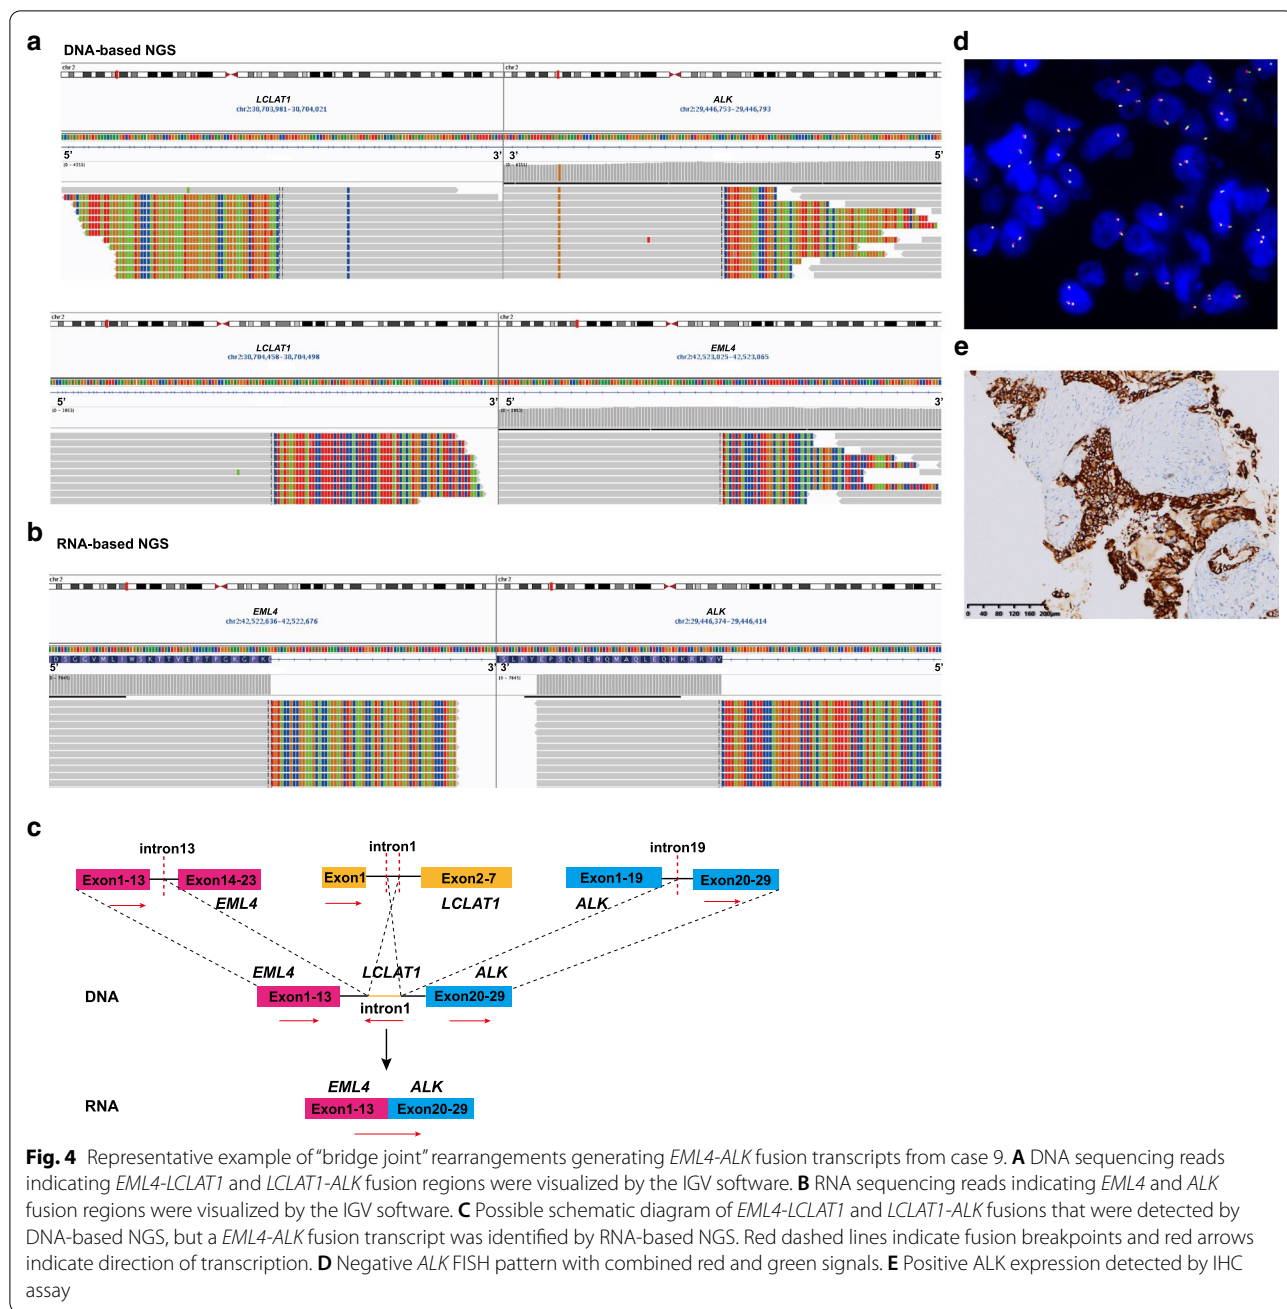 a
DNA-based NGS
chr2
LCLAT1
chr2:30,703,981-30,704,021
5'
3'
chr2
ALK
chr2:29,446,753-29,446,793
3'
5'
chr2
LCLAT1
chr2:30,704,458-30,704,498
5'
3'
chr2
EML4
chr2:42,523,025-42,523,065
5'
3'
b
RNA-based NGS
chr2
EML4
chr2:42,522,636-42,522,676
5'
3'
chr2
ALK
chr2:29,446,374-29,446,414
3'
5'
c
intron13
intron1
intron19
Exon1-13
Exon14-23
Exon1
Exon2-7
Exon1-19
Exon20-29
EML4
LCLAT1
ALK
EML4
LCLAT1
ALK
DNA
Exon1-13
intron1
Exon20-29
EML4
ALK
RNA
Exon1-13
Exon20-29
d
e
0 40 80 120 160 200µm
Fig. 4 Representative example of "bridge joint" rearrangements generating EML4-ALK fusion transcripts from case 9. A DNA sequencing reads
indicating EML4-LCLAT1 and LCLAT1-ALK fusion regions were visualized by the IGV software. B RNA sequencing reads indicating EML4 and ALK
fusion regions were visualized by the IGV software. C Possible schematic diagram of EML4-LCLAT1 and LCLAT1-ALK fusions that were detected by
DNA-based NGS, but a EML4-ALK fusion transcript was identified by RNA-based NGS. Red dashed lines indicate fusion breakpoints and red arrows
indicate direction of transcription. D Negative ALK FISH pattern with combined red and green signals. E Positive ALK expression detected by IHC
assay